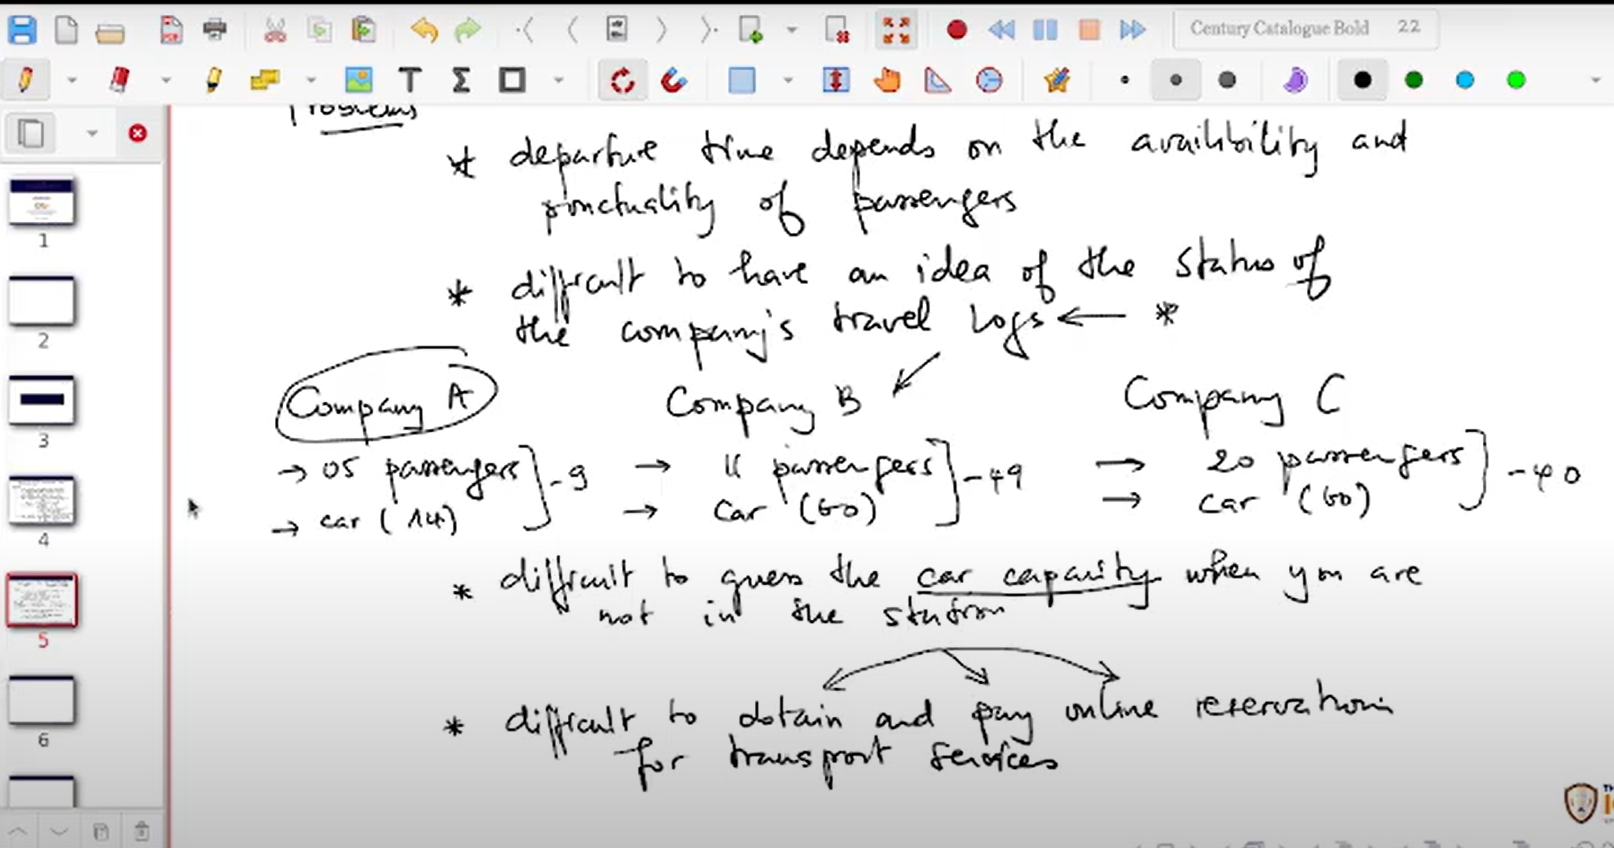 Century Catalogue Bold 22
Problems
* departure time depends on the availibility and
punctuality of passengers
* difficult to have an idea of the status of
the company's travel logs ← *
Company A Company B Company C
→ 05 passengers ] - 9 → 11 passengers ] - 49 → 20 passengers ] - 40
→ car (14) → car (60) → car (60)
* difficult to guess the car capacity when you are
not in the station
* difficult to obtain and pay online reservations
for transport services
1
2
3
4
5
6